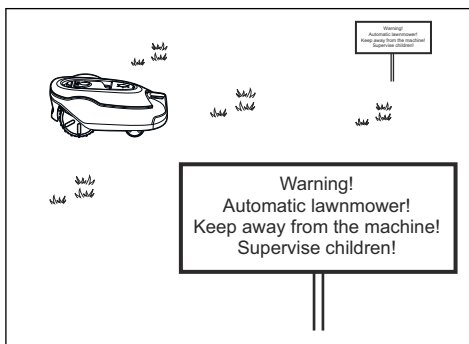 Warning!
Automatic lawnmower!
Keep away from the machine!
Supervise children!
Warning!
Automatic lawnmower!
Keep away from the machine!
Supervise children!